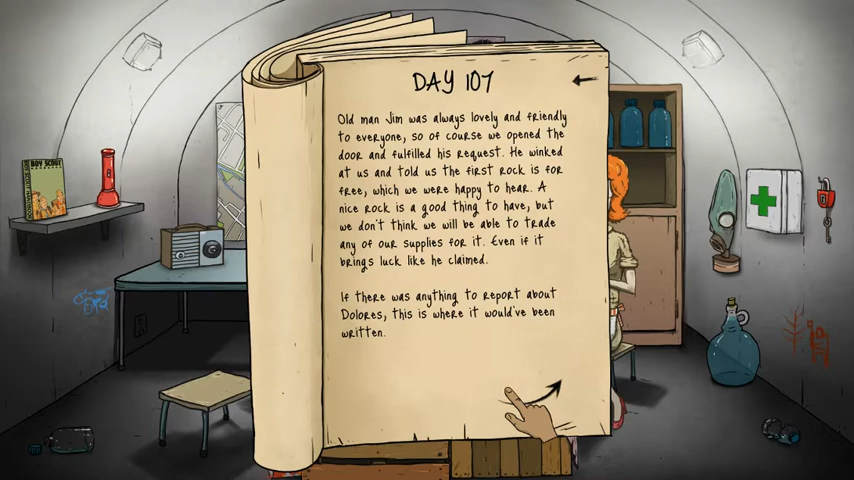 DAY 107
Old man Jim was always lovely and friendly
to everyone, so of course we opened the
door and fulfilled his request. He winked
at us and told us the first rock is for
free, which we were happy to hear. A
nice rock is a good thing to have, but
we don't think we will be able to trade
any of our supplies for it. Even if it
brings luck like he claimed.
If there was anything to report about
Dolores, this is where it would've been
written.
BOY SCOUT